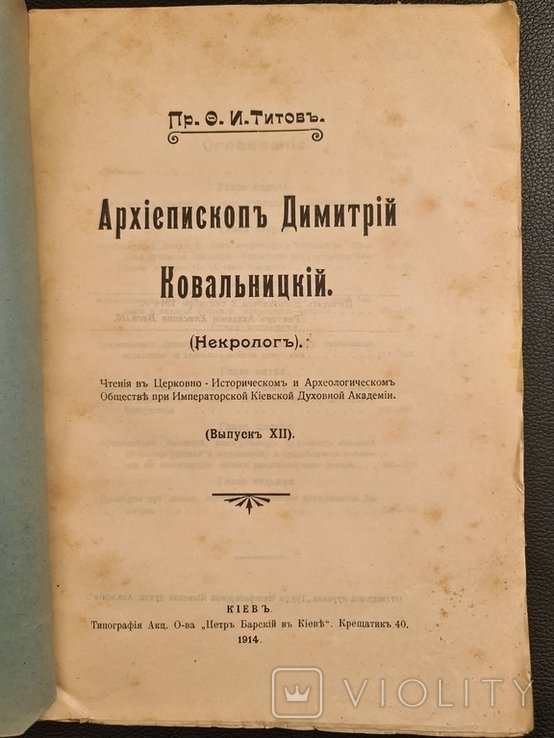 Пр. Ѳ. И. Титовъ.
Архіепископъ Димитрій
Ковальницкій.
(Некрологъ).
Чтенія въ Церковно-Историческомъ и Археологическомъ
Обществѣ при Императорской Кіевской Духовной Академіи.
(Выпускъ XII).
КІЕВЪ.
Типографія Акц. О-ва „Петръ Барскій въ Кіевѣ“. Крещатик 40.
1914.
VIOLITY